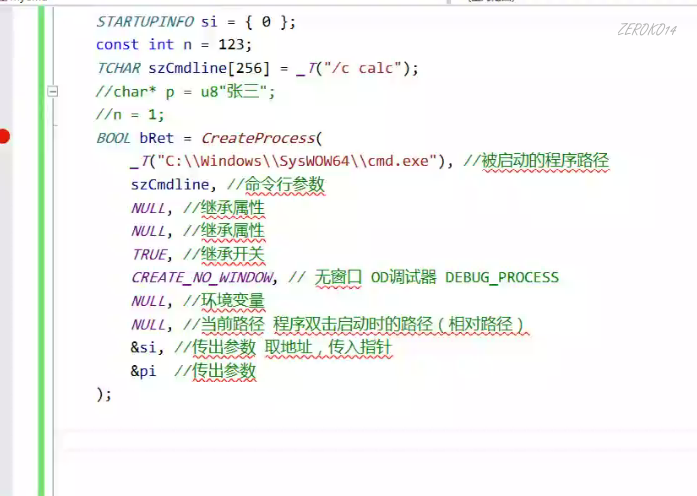 ZEROKO14
STARTUPINFO si = { 0 };
const int n = 123;
TCHAR szCmdline[256] = _T("/c calc");
//char* p = u8"张三";
//n = 1;
BOOL bRet = CreateProcess(
_T("C:\\Windows\\SysWOW64\\cmd.exe"), //被启动的程序路径
szCmdline, //命令行参数
NULL, //继承属性
NULL, //继承属性
TRUE, //继承开关
CREATE_NO_WINDOW, // 无窗口 OD调试器 DEBUG_PROCESS
NULL, //环境变量
NULL, //当前路径 程序双击启动时的路径（相对路径）
&si, //传出参数 取地址，传入指针
&pi //传出参数
);